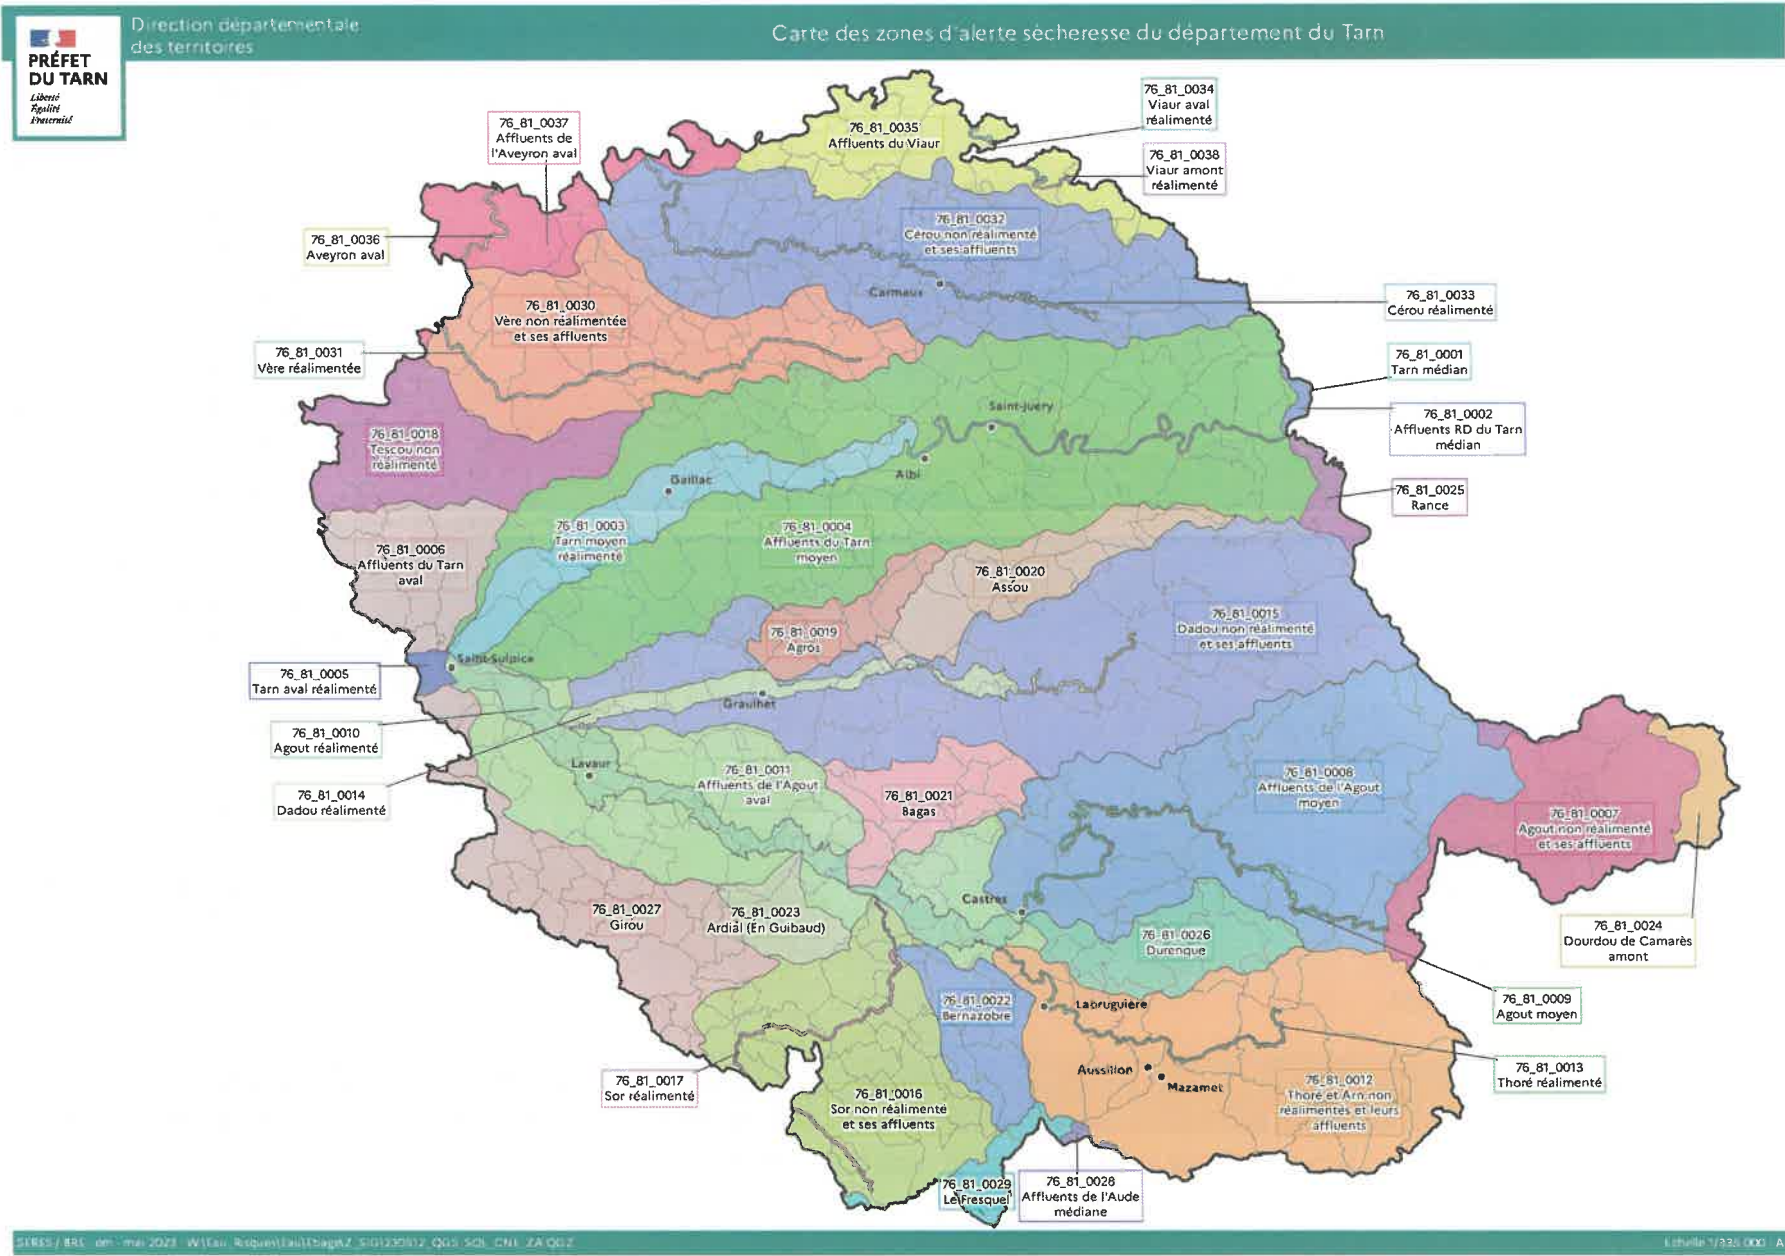 Direction départementale
des territoires
Carte des zones d'alerte sècheresse du département du Tarn
PRÉFET
DU TARN
Liberté
Égalité
Fraternité
76_81_0034
Viaur aval
réalimenté
76_81_0037
Affluents de
l'Aveyron aval
76_81_0035
Affluents du Viaur
76_81_0038
Viaur amont
réalimenté
76_81_0036
Aveyron aval
76_81_0032
Cérou non réalimenté
et ses affluents
Carmaux
76_81_0033
Cérou réalimenté
76_81_0030
Vère non réalimentée
et ses affluents
76_81_0031
Vère réalimentée
76_81_0001
Tarn médian
76_81_0002
Affluents RD du Tarn
médian
Saint-Juéry
76_81_0018
Tescou non
réalimenté
Albi
Gaillac
76_81_0025
Rance
76_81_0003
Tarn moyen
réalimenté
76_81_0004
Affluents du Tarn
moyen
76_81_0006
Affluents du Tarn
aval
76_81_0020
Assou
76_81_0015
Dadou non réalimenté
et ses affluents
76_81_0019
Agros
Saint-Sulpice
76_81_0005
Tarn aval réalimenté
Graulhet
76_81_0010
Agout réalimenté
Lavaur
76_81_0011
Affluents de l'Agout
aval
76_81_0008
Affluents de l'Agout
moyen
76_81_0014
Dadou réalimenté
76_81_0021
Bagas
76_81_0007
Agout non réalimenté
et ses affluents
Castres
76_81_0027
Girou
76_81_0023
Ardial (En Guibaud)
76_81_0026
Durenque
76_81_0024
Dourdou de Camarès
amont
76_81_0022
Bernazobre
Labruguière
76_81_0009
Agout moyen
Aussillon
Mazamet
76_81_0017
Sor réalimenté
76_81_0016
Sor non réalimenté
et ses affluents
76_81_0012
Thoré et Arn non
réalimentés et leurs
affluents
76_81_0013
Thoré réalimenté
76_81_0029
Le Fresquel
76_81_0028
Affluents de l'Aude
médiane
mai 2023
Echelle 1/335 000